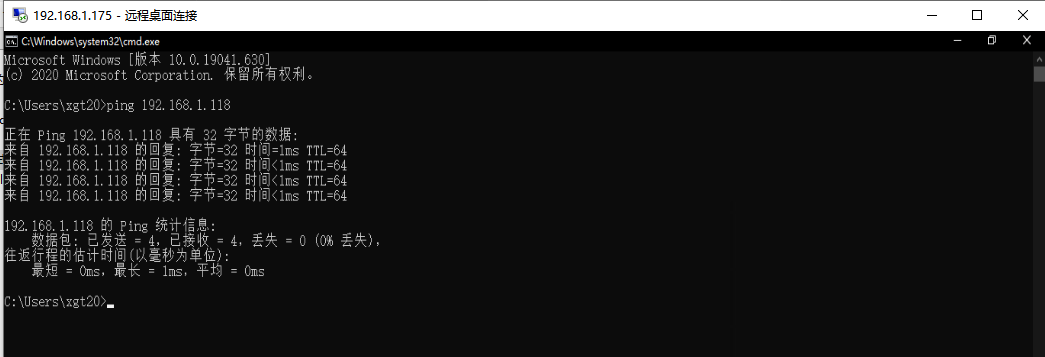 192.168.1.175 - 远程桌面连接
C:\Windows\system32\cmd.exe
Microsoft Windows [版本 10.0.19041.630]
(c) 2020 Microsoft Corporation. 保留所有权利。
C:\Users\xgt20>ping 192.168.1.118
正在 Ping 192.168.1.118 具有 32 字节的数据:
来自 192.168.1.118 的回复: 字节=32 时间=1ms TTL=64
来自 192.168.1.118 的回复: 字节=32 时间<1ms TTL=64
来自 192.168.1.118 的回复: 字节=32 时间<1ms TTL=64
来自 192.168.1.118 的回复: 字节=32 时间<1ms TTL=64
192.168.1.118 的 Ping 统计信息:
数据包: 已发送 = 4，已接收 = 4，丢失 = 0 (0% 丢失)，
往返行程的估计时间(以毫秒为单位):
最短 = 0ms，最长 = 1ms，平均 = 0ms
C:\Users\xgt20>